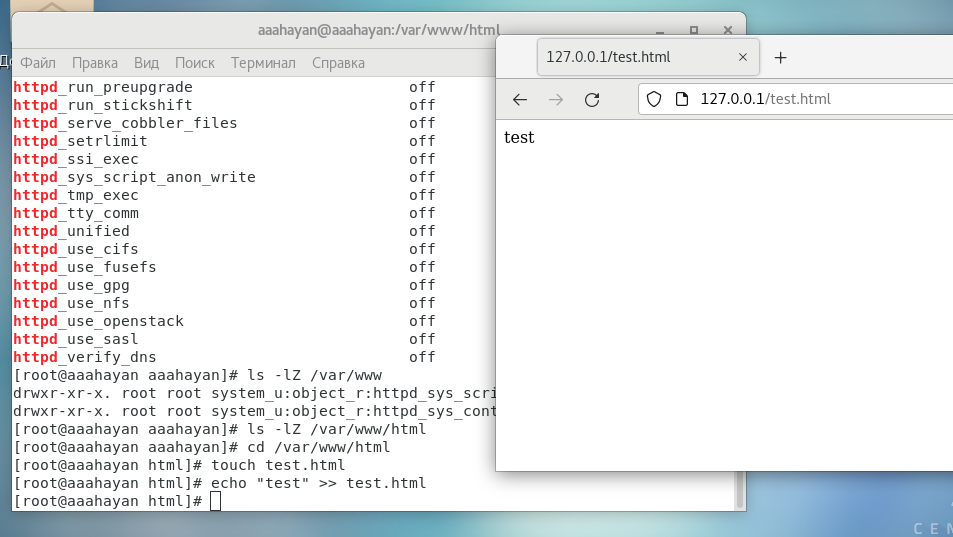 aaahayan@aaahayan:/var/www/html
Файл Правка Вид Поиск Терминал Справка
httpd_run_preupgrade off
httpd_run_stickshift off
httpd_serve_cobbler_files off
httpd_setrlimit off
httpd_ssi_exec off
httpd_sys_script_anon_write off
httpd_tmp_exec off
httpd_tty_comm off
httpd_unified off
httpd_use_cifs off
httpd_use_fusefs off
httpd_use_gpg off
httpd_use_nfs off
httpd_use_openstack off
httpd_use_sasl off
httpd_verify_dns off
[root@aaahayan aaahayan]# ls -lZ /var/www
drwxr-xr-x. root root system_u:object_r:httpd_sys_scri
drwxr-xr-x. root root system_u:object_r:httpd_sys_cont
[root@aaahayan aaahayan]# ls -lZ /var/www/html
[root@aaahayan aaahayan]# cd /var/www/html
[root@aaahayan html]# touch test.html
[root@aaahayan html]# echo "test" >> test.html
[root@aaahayan html]#
127.0.0.1/test.html
127.0.0.1/test.html
test
CEN